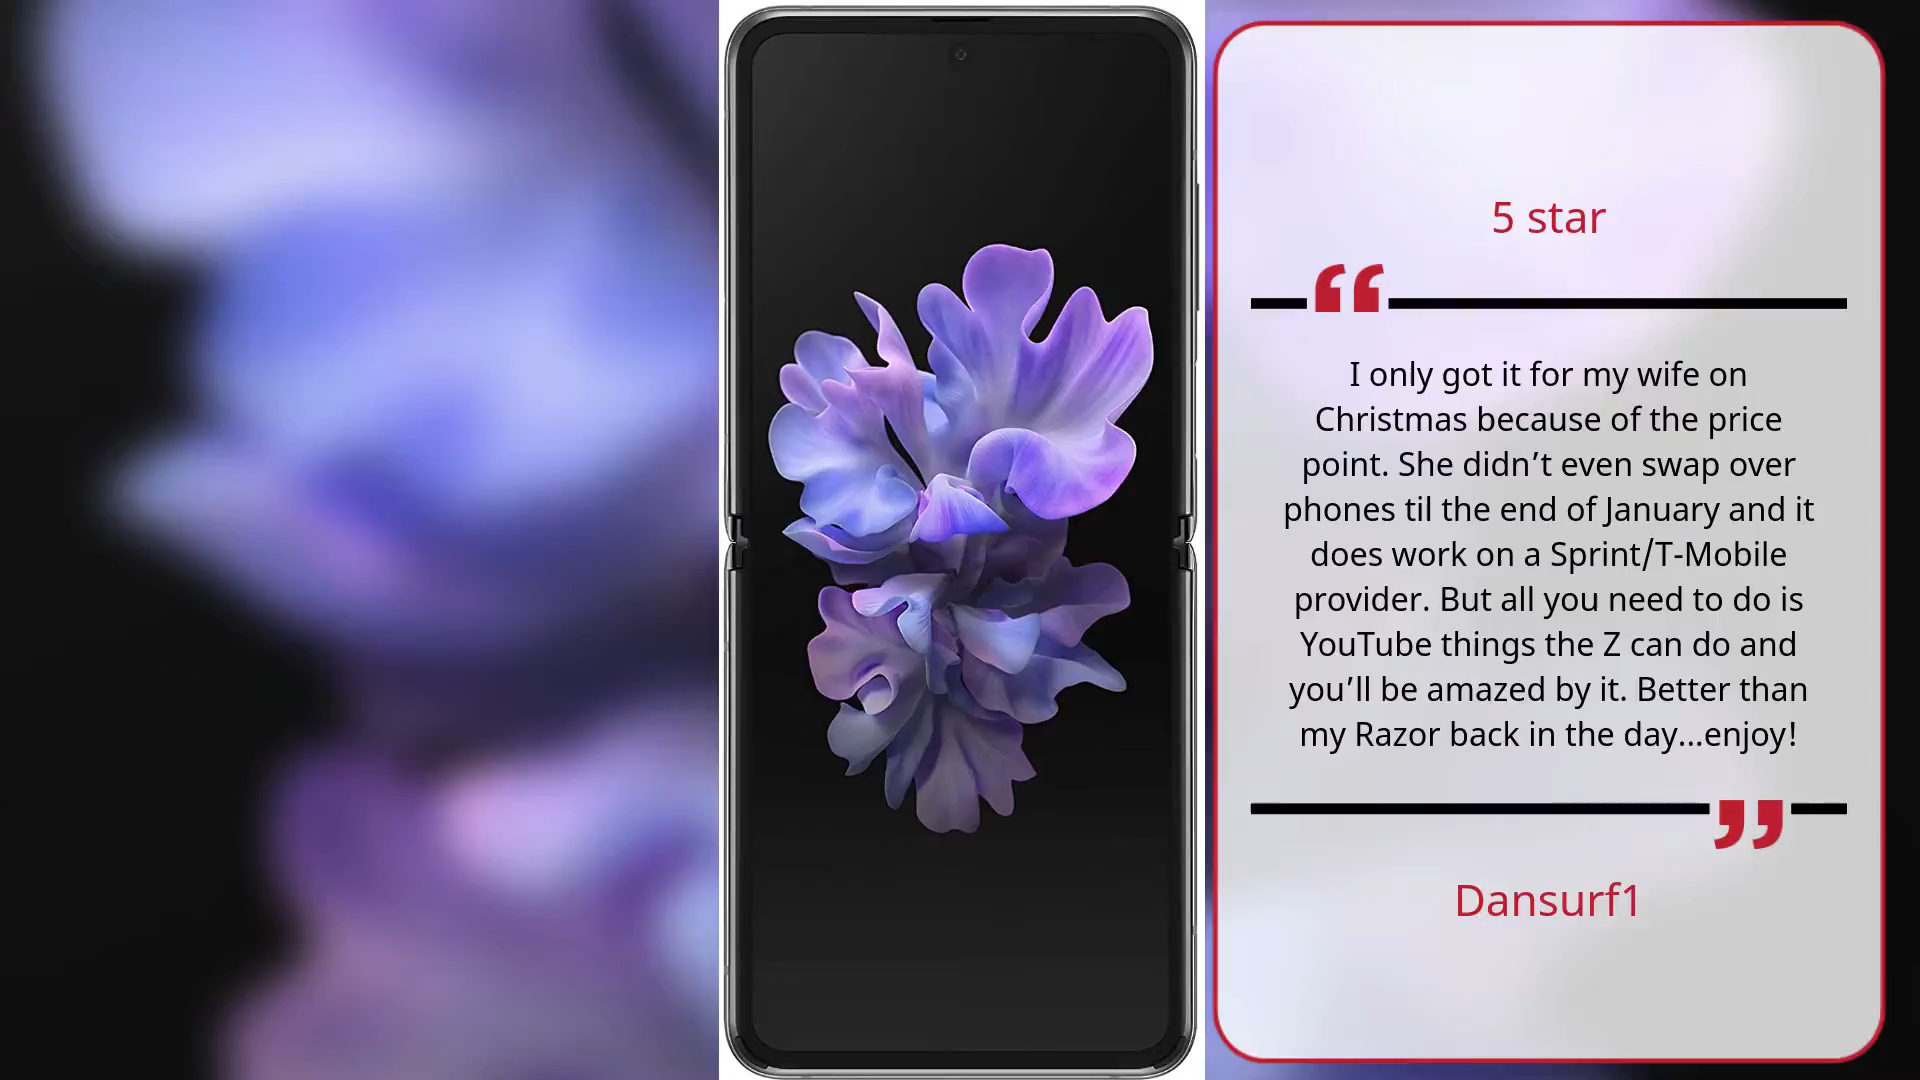 5 star
“
I only got it for my wife on
Christmas because of the price
point. She didn’t even swap over
phones til the end of January and it
does work on a Sprint/T-Mobile
provider. But all you need to do is
YouTube things the Z can do and
you’ll be amazed by it. Better than
my Razor back in the day...enjoy!
”
Dansurf1